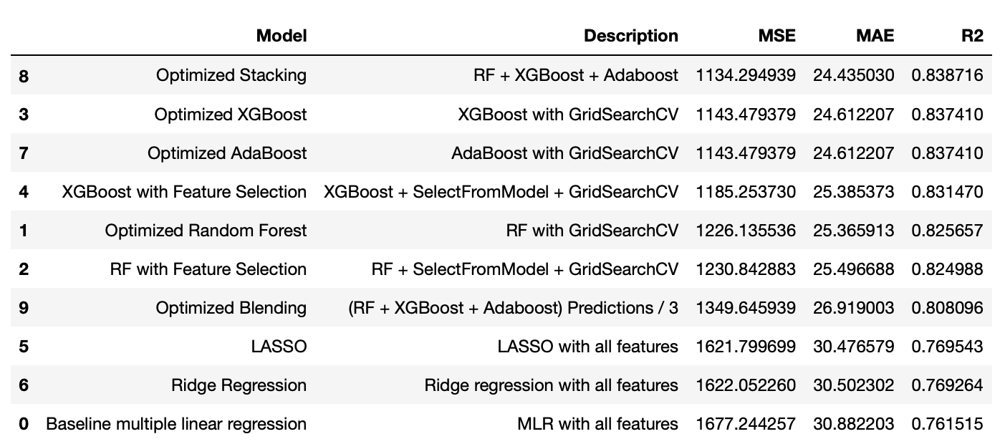 Model Description MSE MAE R2
8 Optimized Stacking RF + XGBoost + Adaboost 1134.294939 24.435030 0.838716
3 Optimized XGBoost XGBoost with GridSearchCV 1143.479379 24.612207 0.837410
7 Optimized AdaBoost AdaBoost with GridSearchCV 1143.479379 24.612207 0.837410
4 XGBoost with Feature Selection XGBoost + SelectFromModel + GridSearchCV 1185.253730 25.385373 0.831470
1 Optimized Random Forest RF with GridSearchCV 1226.135536 25.365913 0.825657
2 RF with Feature Selection RF + SelectFromModel + GridSearchCV 1230.842883 25.496688 0.824988
9 Optimized Blending (RF + XGBoost + Adaboost) Predictions / 3 1349.645939 26.919003 0.808096
5 LASSO LASSO with all features 1621.799699 30.476579 0.769543
6 Ridge Regression Ridge regression with all features 1622.052260 30.502302 0.769264
0 Baseline multiple linear regression MLR with all features 1677.244257 30.882203 0.761515